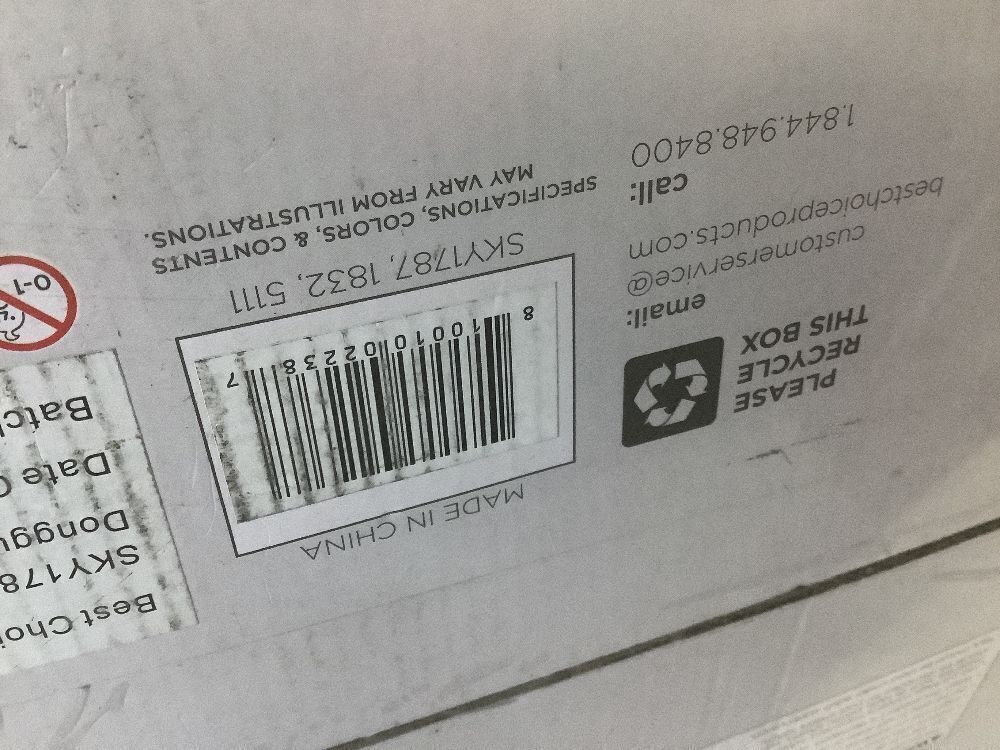 PLEASE
RECYCLE
THIS BOX
email:
customerservice@
bestchoiceproducts.com
call:
1.844.948.8400
MADE IN CHINA
8 10010 02238 7
SKY1787, 1832, 5111
SPECIFICATIONS, COLORS, & CONTENTS
MAY VARY FROM ILLUSTRATIONS.
Best Choi
SKY178
Donggu
Date
Batc
0-1